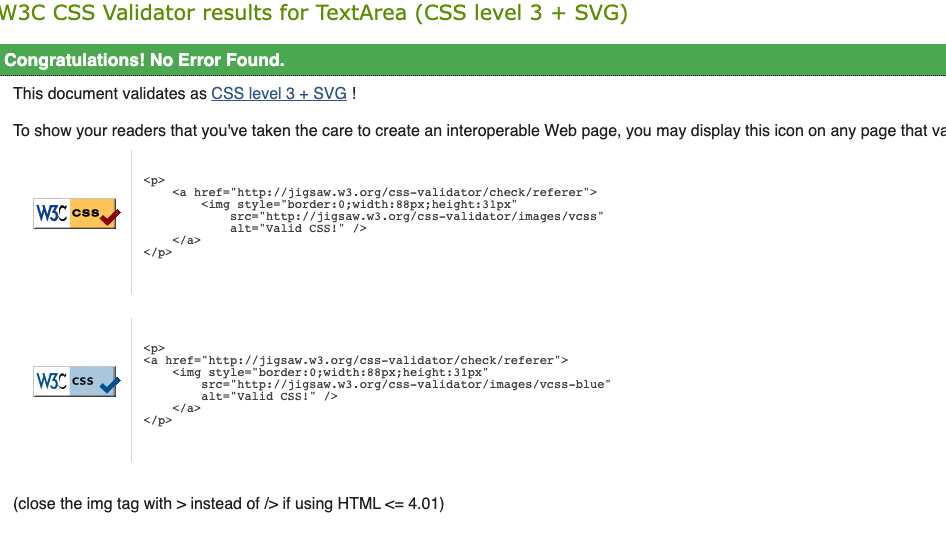 W3C CSS Validator results for TextArea (CSS level 3 + SVG)
Congratulations! No Error Found.
This document validates as CSS level 3 + SVG !
To show your readers that you've taken the care to create an interoperable Web page, you may display this icon on any page that va
W3C css
<p>
<a href="http://jigsaw.w3.org/css-validator/check/referer">
<img style="border:0;width:88px;height:31px"
src="http://jigsaw.w3.org/css-validator/images/vcss"
alt="Valid CSS!" />
</a>
</p>
W3C css
<p>
<a href="http://jigsaw.w3.org/css-validator/check/referer">
<img style="border:0;width:88px;height:31px"
src="http://jigsaw.w3.org/css-validator/images/vcss-blue"
alt="Valid CSS!" />
</a>
</p>
(close the img tag with > instead of /> if using HTML <= 4.01)